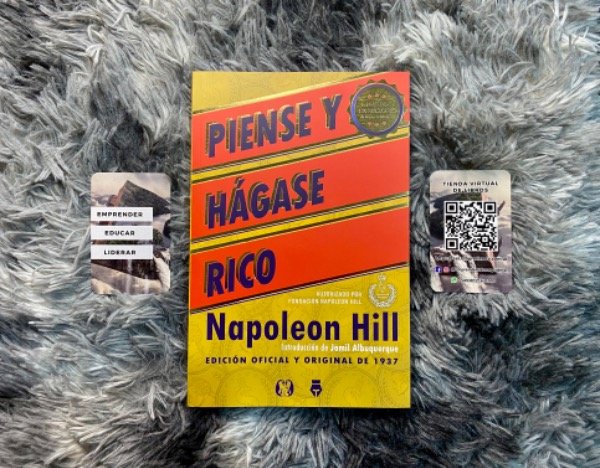 PIENSE Y
HÁGASE
RICO
AUTORIZADO POR
FUNDACIÓN NAPOLEON HILL
Napoleon Hill
Introducción de Jamil Albuquerque
EDICIÓN OFICIAL Y ORIGINAL DE 1937
EMPRENDER
EDUCAR
LIDERAR
TIENDA VIRTUAL
DE LIBROS